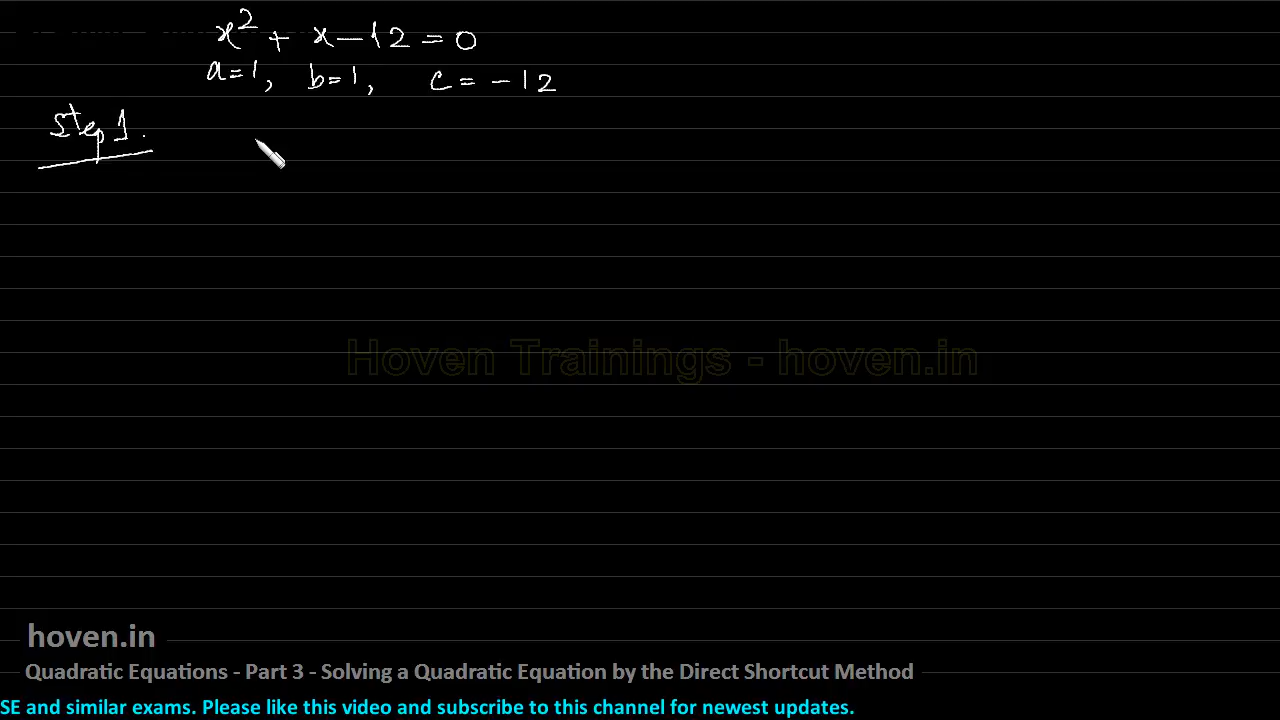 x² + x - 12 = 0
a=1, b=1, c = -12
Step 1.
Hoven Trainings - hoven.in
hoven.in
Quadratic Equations - Part 3 - Solving a Quadratic Equation by the Direct Shortcut Method
SE and similar exams. Please like this video and subscribe to this channel for newest updates.